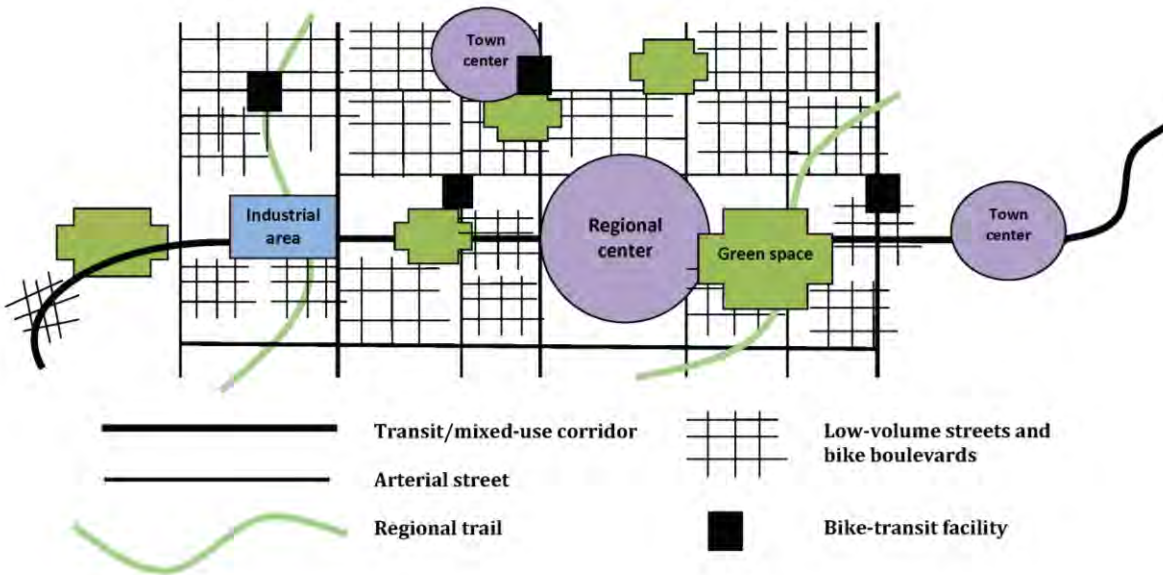 Town
center
Industrial
area
Regional
center
Green space
Town
center
Transit/mixed-use corridor
Low-volume streets and
bike boulevards
Arterial street
Regional trail
Bike-transit facility